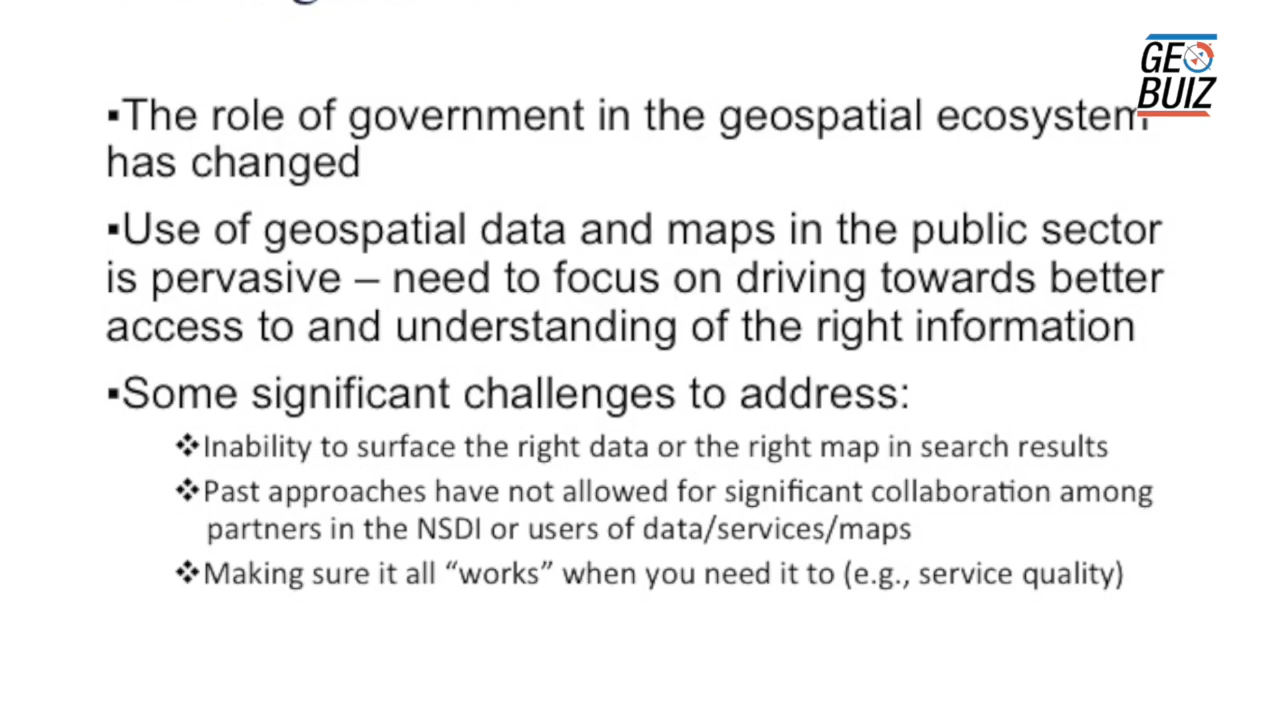 GEO
BUIZ
▪The role of government in the geospatial ecosystem
has changed
▪Use of geospatial data and maps in the public sector
is pervasive – need to focus on driving towards better
access to and understanding of the right information
▪Some significant challenges to address:
❖Inability to surface the right data or the right map in search results
❖Past approaches have not allowed for significant collaboration among
partners in the NSDI or users of data/services/maps
❖Making sure it all “works” when you need it to (e.g., service quality)